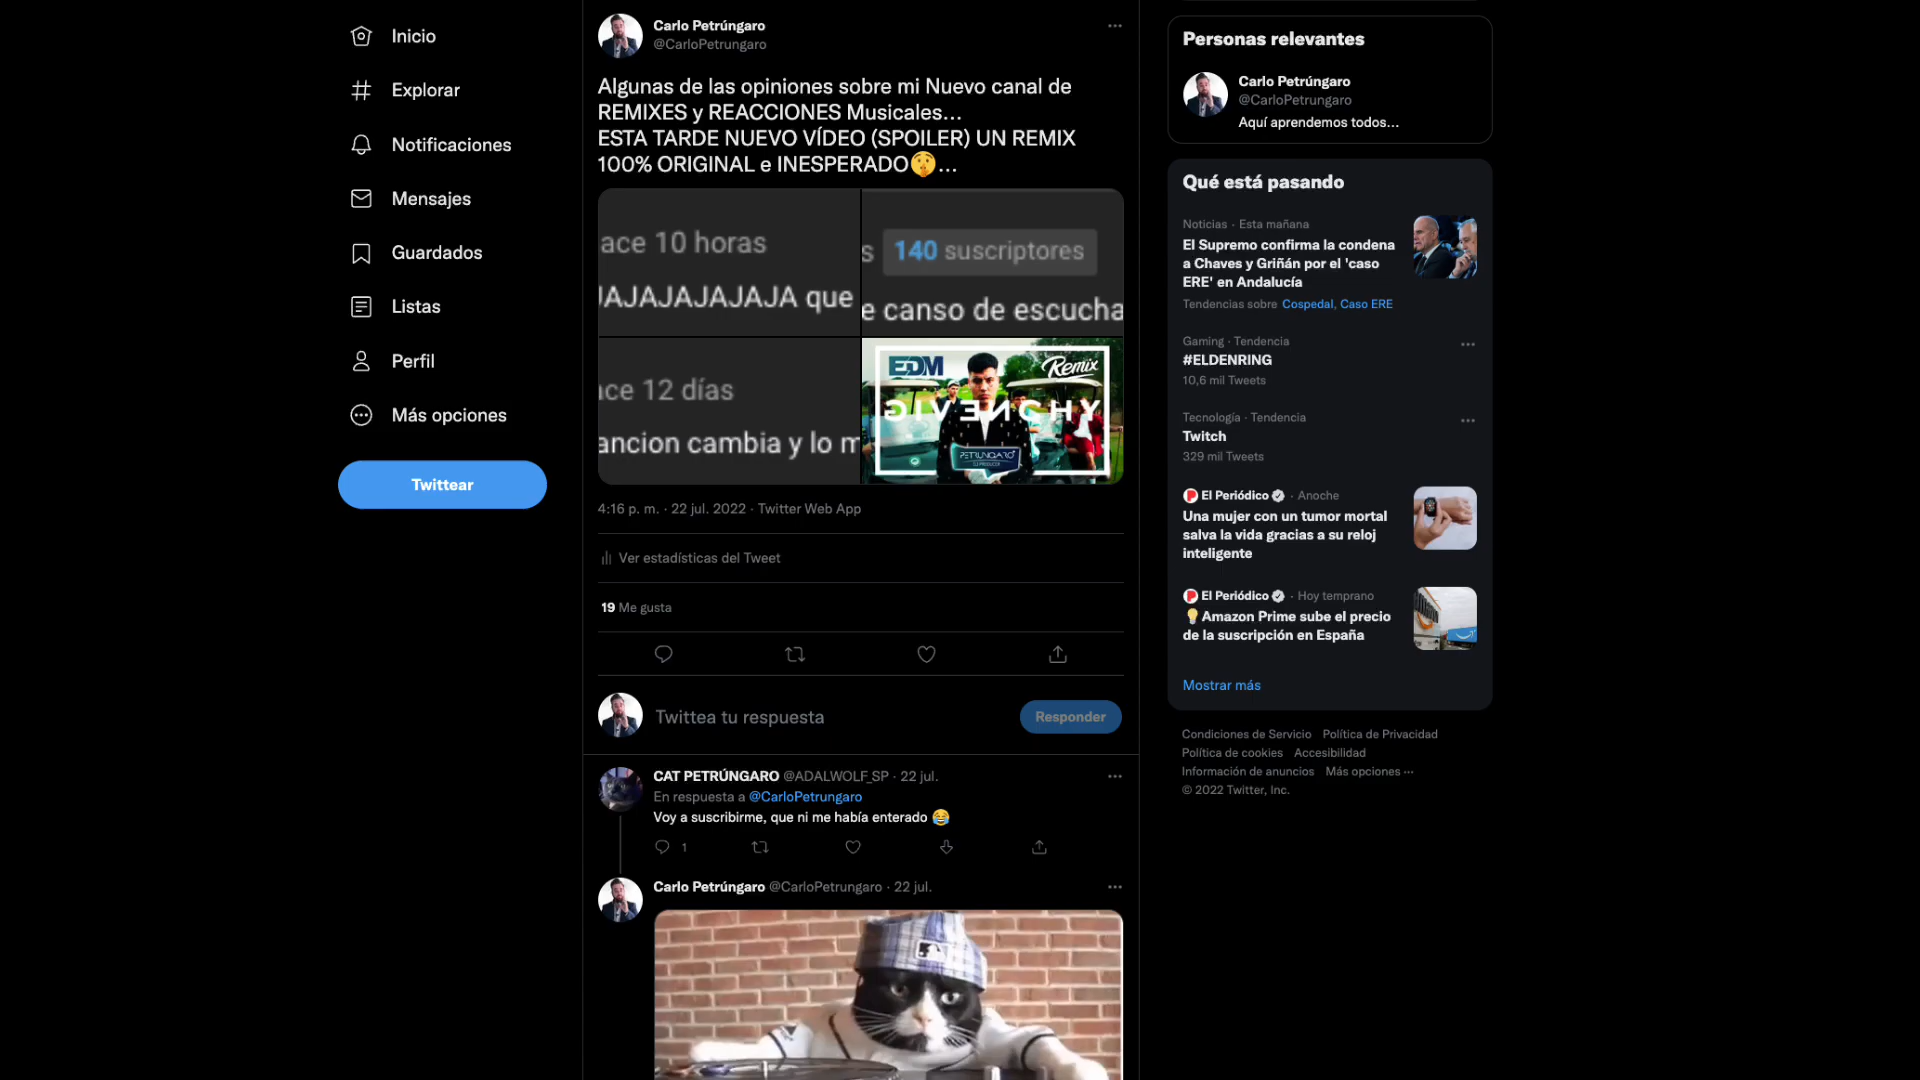 Inicio
Explorar
Notificaciones
Mensajes
Guardados
Listas
Perfil
Más opciones
Twittear
Carlo Petrúngaro
@CarloPetrungaro
Algunas de las opiniones sobre mi Nuevo canal de
REMIXES y REACCIONES Musicales...
ESTA TARDE NUEVO VÍDEO (SPOILER) UN REMIX
100% ORIGINAL e INESPERADO🤫...
ace 10 horas
JAJAJAJAJAJA que
s 140 suscriptores
e canso de escucha
ace 12 días
ancion cambia y lo m
EDM Remix
GIVENCHY
PETRUNGARO
DJ PRODUCER
4:16 p. m. · 22 jul. 2022 · Twitter Web App
Ver estadísticas del Tweet
19 Me gusta
Twittea tu respuesta
Responder
CAT PETRÚNGARO @ADALWOLF_SP · 22 jul.
En respuesta a @CarloPetrungaro
Voy a suscribirme, que ni me había enterado 😂
1
Carlo Petrúngaro @CarloPetrungaro · 22 jul.
Personas relevantes
Carlo Petrúngaro
@CarloPetrungaro
Aquí aprendemos todos...
Qué está pasando
Noticias · Esta mañana
El Supremo confirma la condena
a Chaves y Griñán por el 'caso
ERE' en Andalucía
Tendencias sobre Cospedal, Caso ERE
Gaming · Tendencia
#ELDENRING
10,6 mil Tweets
Tecnología · Tendencia
Twitch
329 mil Tweets
El Periódico · Anoche
Una mujer con un tumor mortal
salva la vida gracias a su reloj
inteligente
El Periódico · Hoy temprano
💡Amazon Prime sube el precio
de la suscripción en España
Mostrar más
Condiciones de Servicio Política de Privacidad
Política de cookies Accesibilidad
Información de anuncios Más opciones ···
© 2022 Twitter, Inc.